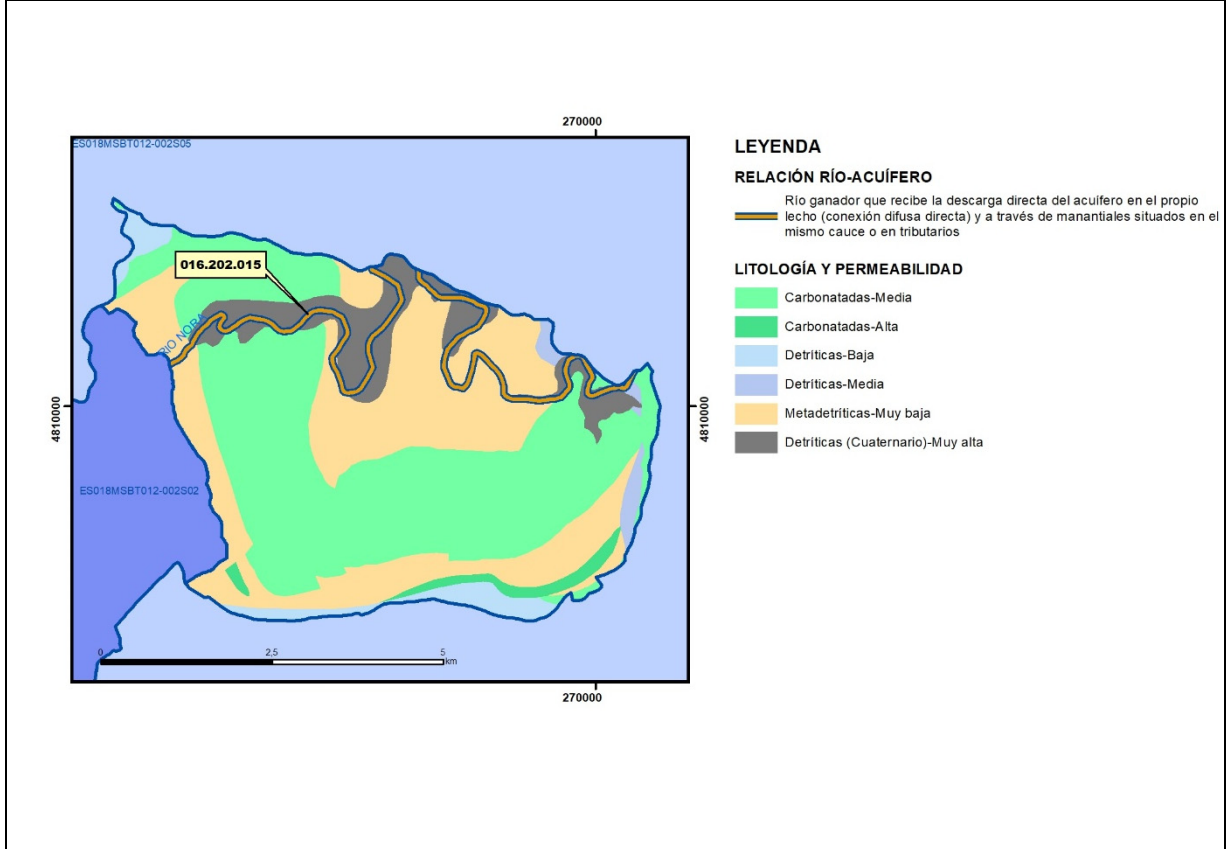 270000
ES018MSBT012-002S05
016.202.015
RIO NORA
4810000
4810000
ES018MSBT012-002S02
0
2,5
5
km
270000
LEYENDA
RELACIÓN RÍO-ACUÍFERO
Río ganador que recibe la descarga directa del acuífero en el propio
lecho (conexión difusa directa) y a través de manantiales situados en el
mismo cauce o en tributarios
LITOLOGÍA Y PERMEABILIDAD
Carbonatadas-Media
Carbonatadas-Alta
Detríticas-Baja
Detríticas-Media
Metadetríticas-Muy baja
Detríticas (Cuaternario)-Muy alta